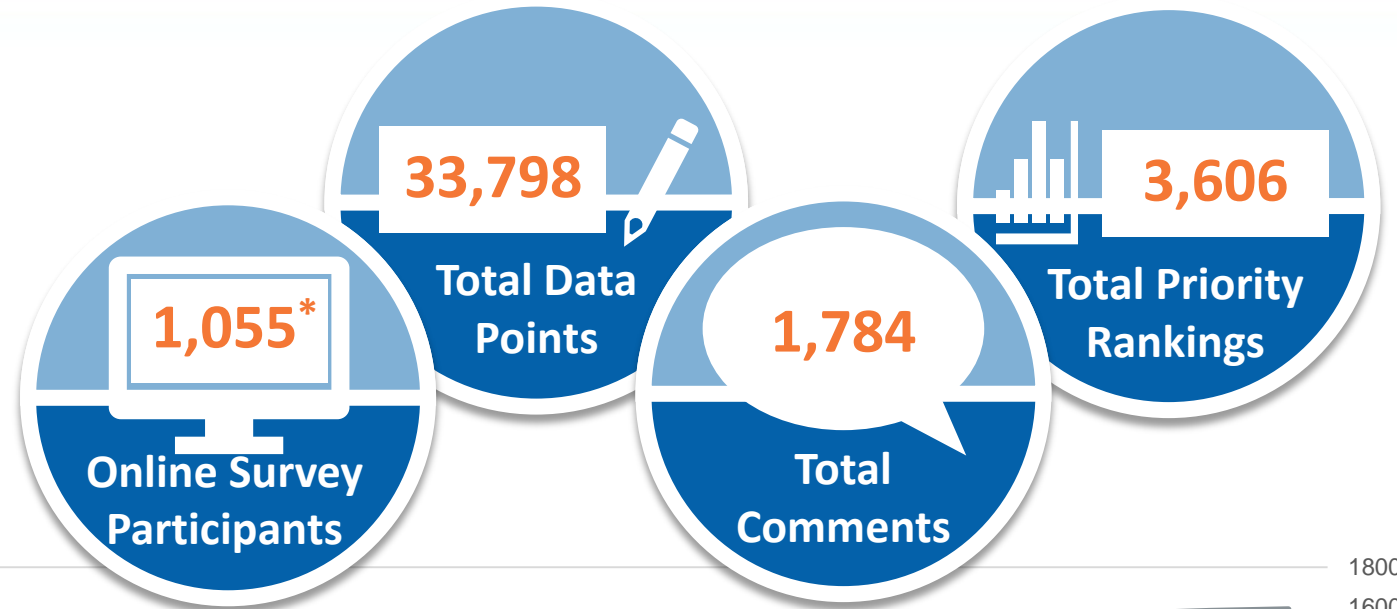 33,798
Total Data
Points
3,606
Total Priority
Rankings
1,055*
Online Survey
Participants
1,784
Total
Comments
1800
1600